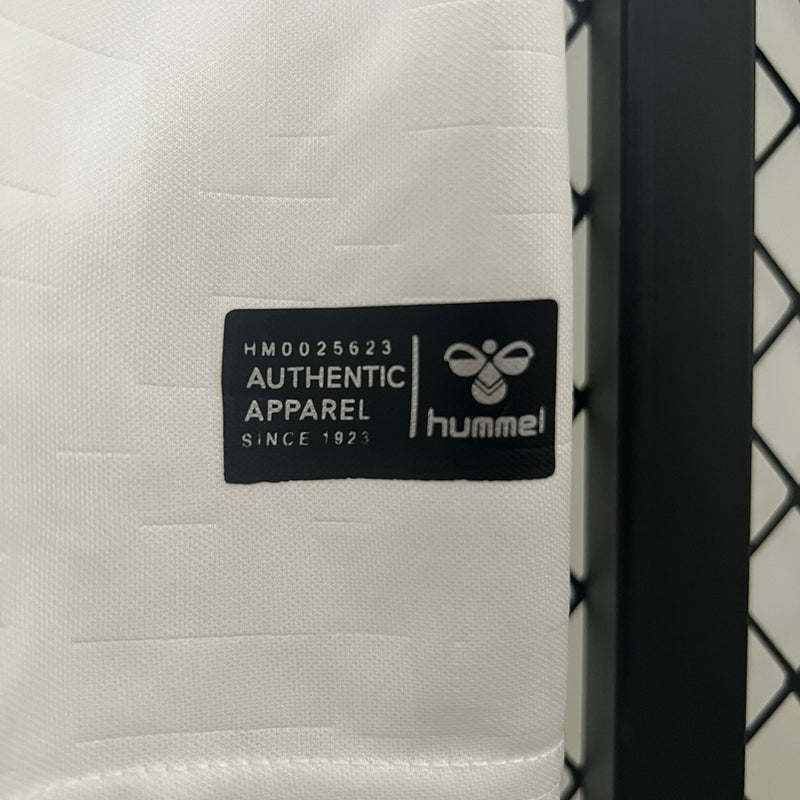 HM0025623
AUTHENTIC
APPAREL
SINCE 1923
hummel